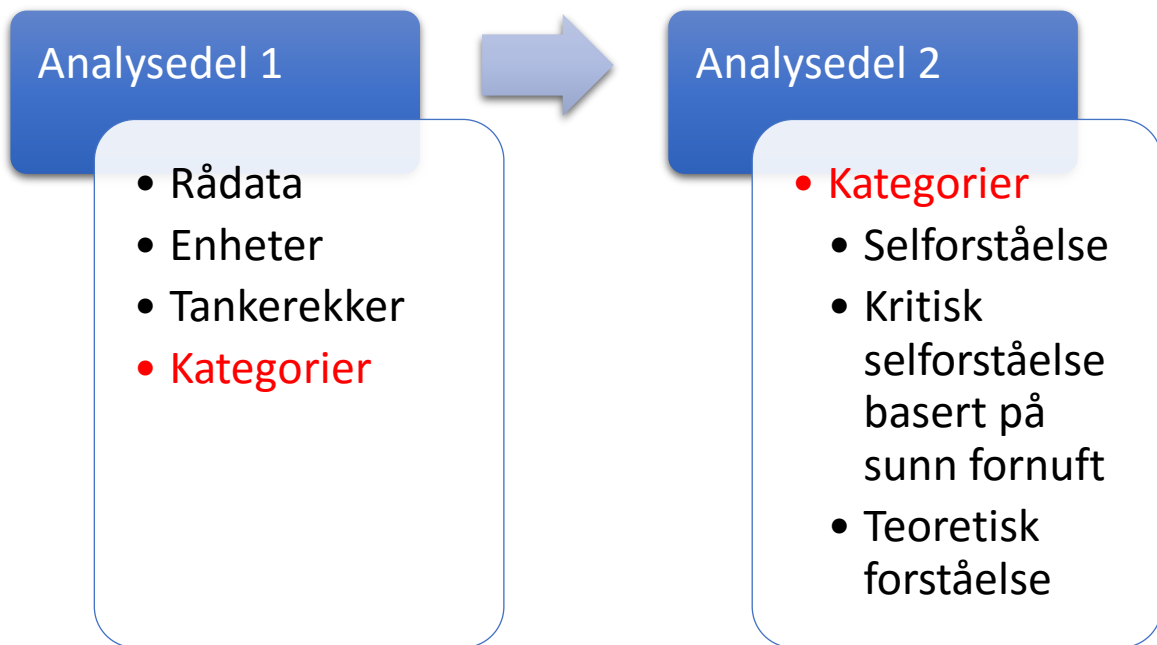 Analysedel 1
• Rådata
• Enheter
• Tankerekker
• Kategorier
Analysedel 2
• Kategorier
• Selforståelse
• Kritisk
selforståelse
basert på
sunn fornuft
• Teoretisk
forståelse